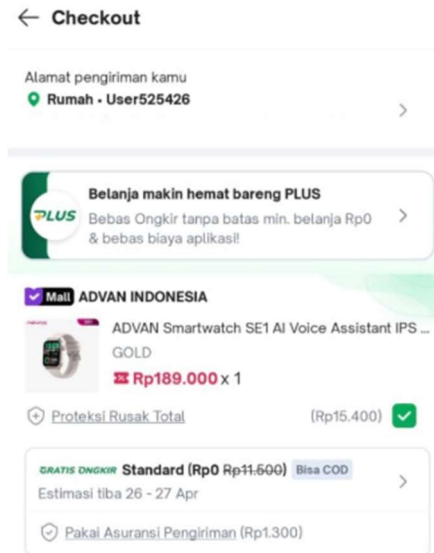 Checkout
Alamat pengiriman kamu
Rumah • User525426
PLUS
Belanja makin hemat bareng PLUS
Bebas Ongkir tanpa batas min. belanja Rp0
& bebas biaya aplikasi!
Mall ADVAN INDONESIA
ADVAN Smartwatch SE1 AI Voice Assistant IPS ...
GOLD
Rp189.000 x 1
Proteksi Rusak Total (Rp15.400)
GRATIS ONGKIR Standard (Rp0 Rp11.500) Bisa COD
Estimasi tiba 26 - 27 Apr
Pakai Asuransi Pengiriman (Rp1.300)